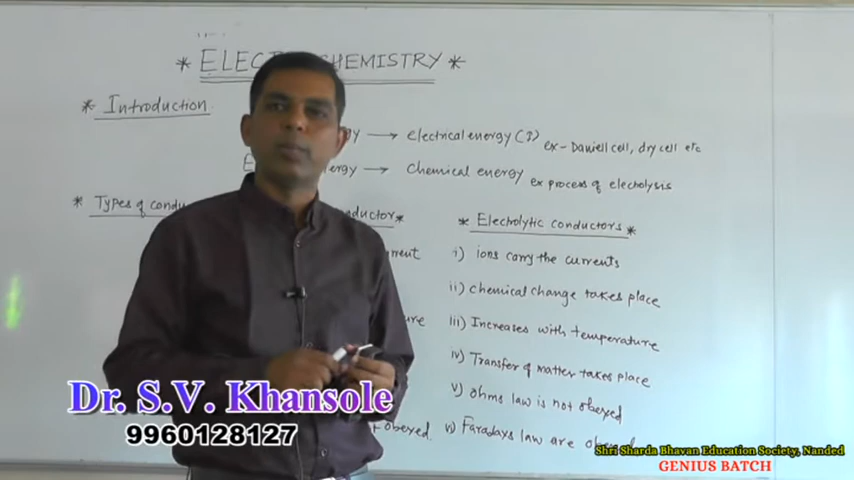 * ELECT CHEMISTRY *
* Introduction
gy → electrical energy (I) ex- Daniell cell, dry cell etc
E ergy → chemical energy ex process of electrolysis
* Types of condu nductor *
* Electrolytic conductors *
rrent i) ions carry the currents
ii) chemical change takes place
ure iii) Increases with temperature
iv) Transfer of matter takes place
v) ohms law is not obeyed
t obeyed. vi) Faradays law are obeyed
Dr. S.V. Khansole
9960128127
Shri Sharda Bhavan Education Society, Nanded
GENIUS BATCH